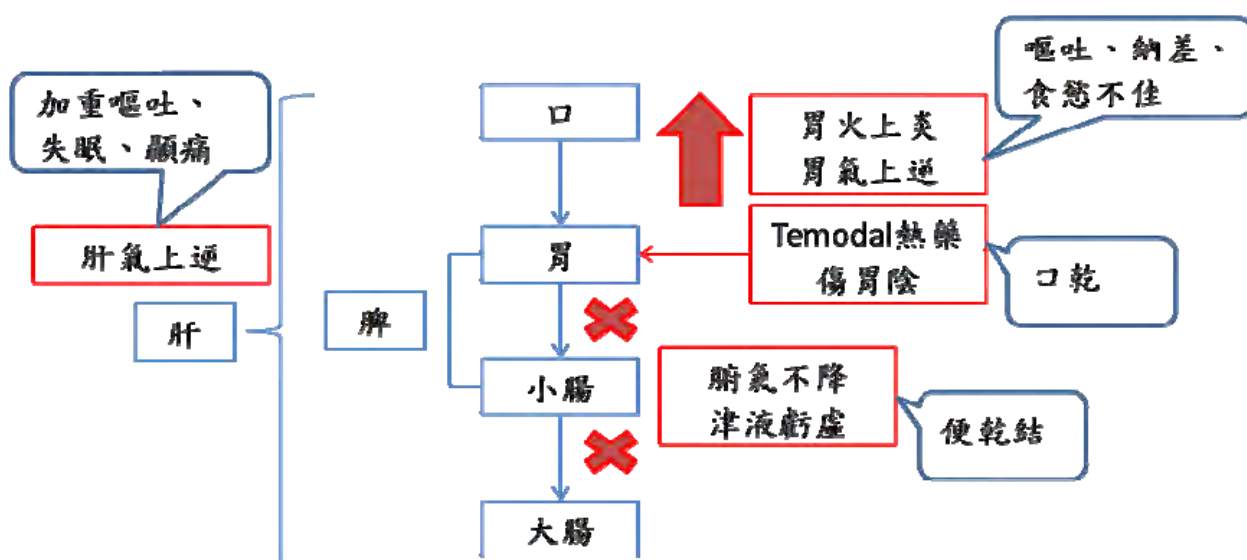 加重嘔吐、
失眠、顳痛
肝氣上逆
肝
脾
口
胃
小腸
大腸
嘔吐、納差、
食慾不佳
胃火上炎
胃氣上逆
Temodal熱藥
傷胃陰
口乾
腑氣不降
津液虧虛
便乾結